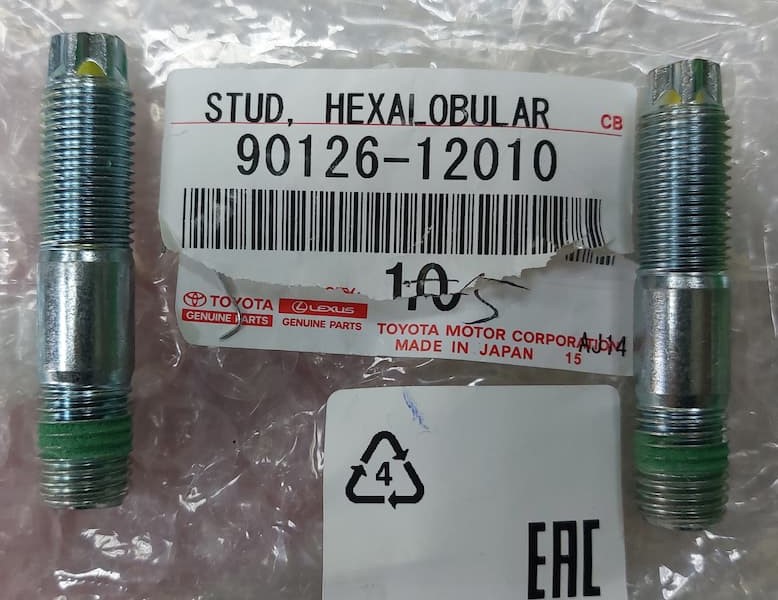 STUD, HEXALOBULAR
CB
90126-12010
10 5
TOYOTA
GENUINE PARTS
LEXUS
GENUINE PARTS
TOYOTA MOTOR CORPORATION
MADE IN JAPAN 15 AJ14
4
EAC